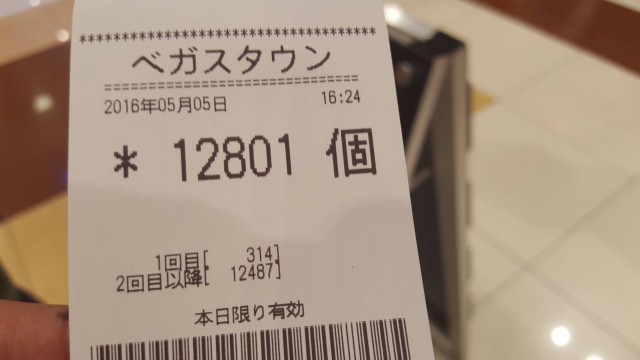 ************************************
ベガスタウン
==============================
2016年05月05日 16:24
* 12801 個
1回目[ 314]
2回目以降[ 12487]
本日限り有効